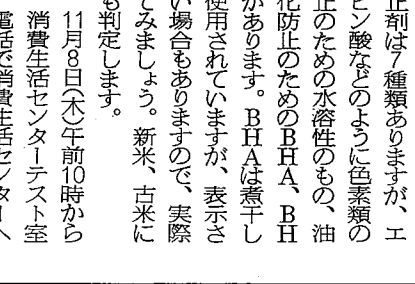 止剤は7種類ありますが、エ
ビン酸などのように色素類の
止のための水溶性のもの、油
化防止のためのBHA、BH
があります。BHAは煮干し
使用されていますが、表示さ
い場合もありますので、実際
てみましょう。新米、古米に
も判定します。
11月8日(木)午前10時から
消費生活センターテスト室
電話で消費生活センターへ